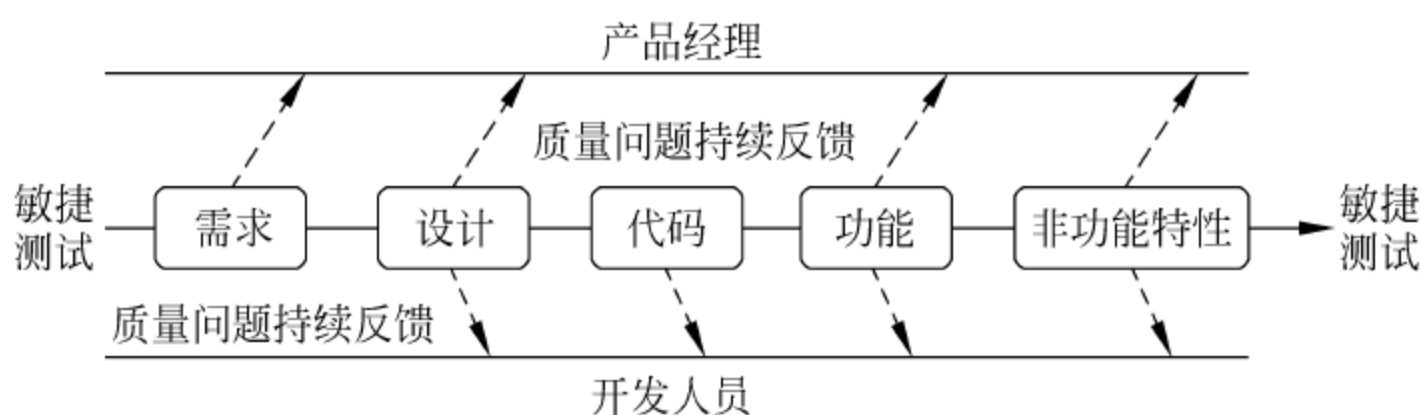 产品经理
质量问题持续反馈
敏捷
测试
需求
设计
代码
功能
非功能特性
敏捷
测试
质量问题持续反馈
开发人员